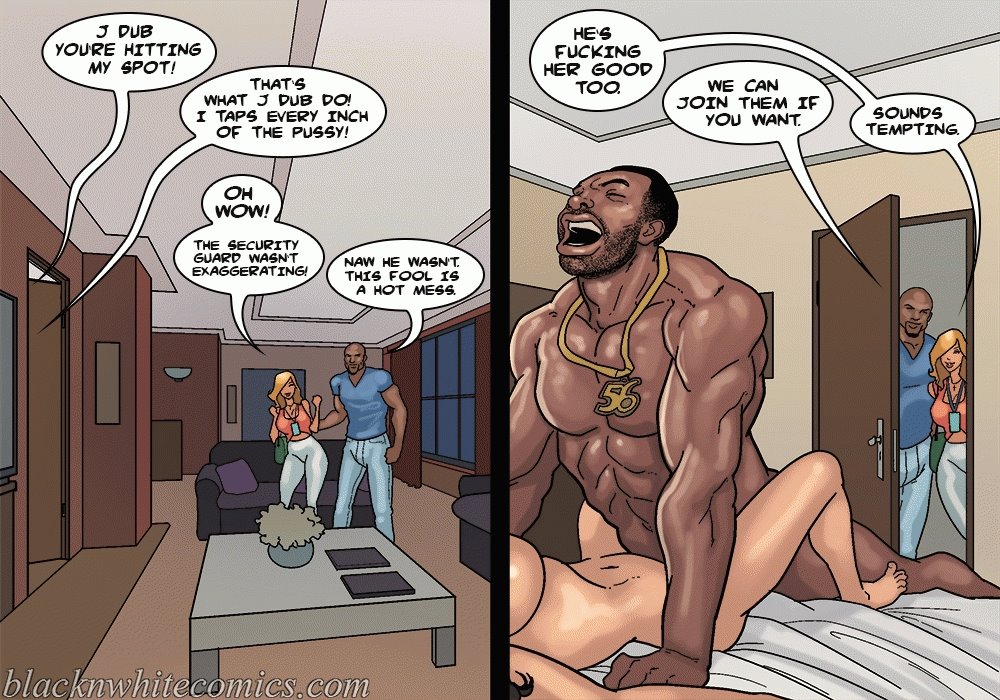 J DUB
YOU'RE HITTING
MY SPOT!
THAT'S
WHAT J DUB DO!
I TAPS EVERY INCH
OF THE PUSSY!
OH
WOW!
THE SECURITY
GUARD WASN'T
EXAGGERATING!
NAW HE WASN'T.
THIS FOOL IS
A HOT MESS.
HE'S
FUCKING
HER GOOD
TOO.
WE CAN
JOIN THEM IF
YOU WANT.
SOUNDS
TEMPTING.
56
blacknwhitecomics.com